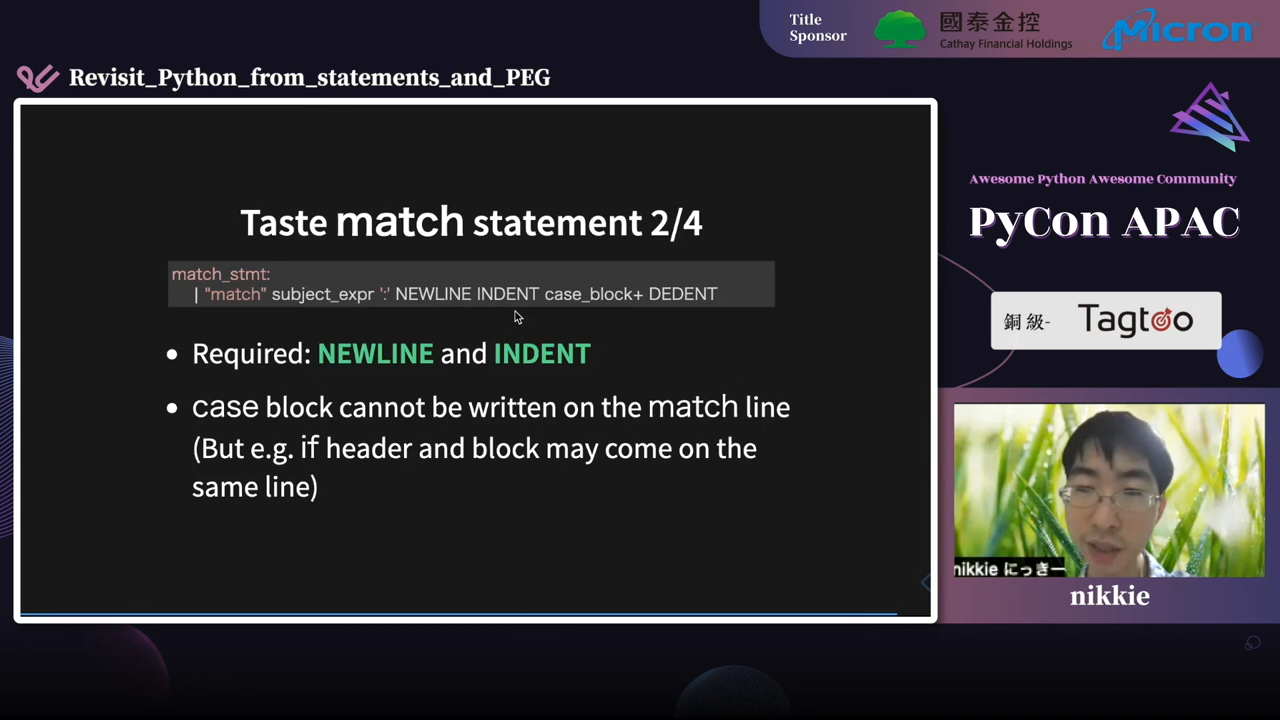 Title
Sponsor
國泰金控
Cathay Financial Holdings
Micron
Revisit_Python_from_statements_and_PEG
Taste match statement 2/4
match_stmt:
| "match" subject_expr ':' NEWLINE INDENT case_block+ DEDENT
• Required: NEWLINE and INDENT
• case block cannot be written on the match line
(But e.g. if header and block may come on the
same line)
Awesome Python Awesome Community
PyCon APAC
銅級- Tagtoo
nikkie にっきー
nikkie